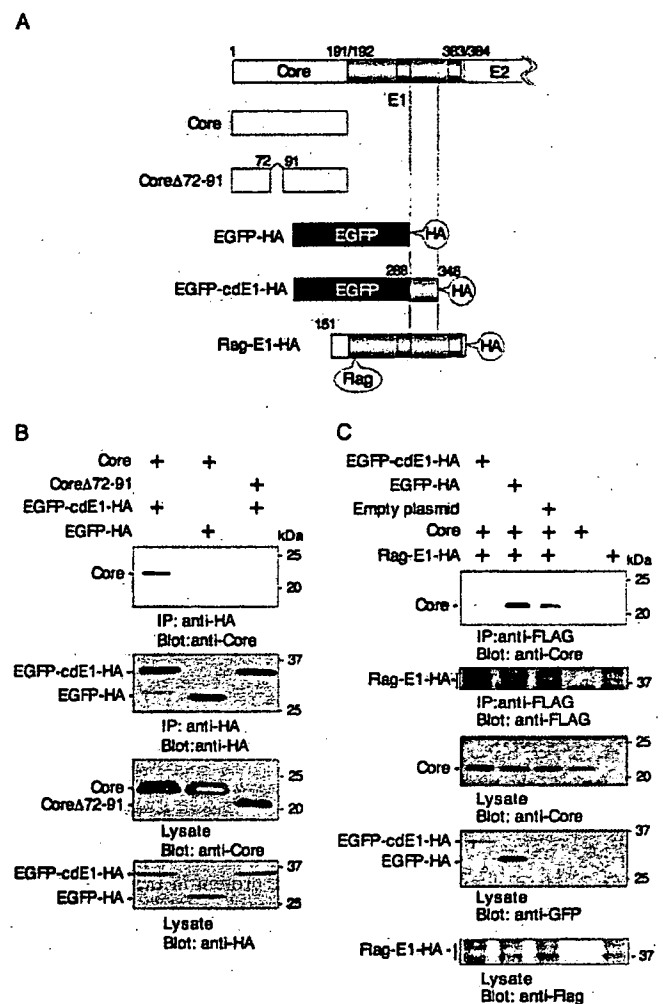 A
1 191/192 383/384
Core E2
E1
Core
72 91
CoreΔ72-91
EGFP-HA EGFP HA
288 348
EGFP-cdE1-HA EGFP HA
151
Flag-E1-HA HA
Flag
B
Core + +
CoreΔ72-91 +
EGFP-cdE1-HA + +
EGFP-HA + kDa
25
Core
20
IP: anti-HA
Blot:anti-Core
EGFP-cdE1-HA 37
EGFP-HA
25
IP: anti-HA
Blot:anti-HA
25
Core
CoreΔ72-91 20
Lysate
Blot: anti-Core
EGFP-cdE1-HA 37
EGFP-HA 25
Lysate
Blot: anti-HA
C
EGFP-cdE1-HA +
EGFP-HA +
Empty plasmid +
Core + + + +
Flag-E1-HA + + + + kDa
25
Core
20
IP:anti-FLAG
Blot: anti-Core
Flag-E1-HA 37
IP:anti-FLAG
Blot: anti-FLAG
25
Core
20
Lysate
Blot: anti-Core
EGFP-cdE1-HA 37
EGFP-HA
25
Lysate
Blot: anti-GFP
Flag-E1-HA 37
Lysate
Blot: anti-Flag